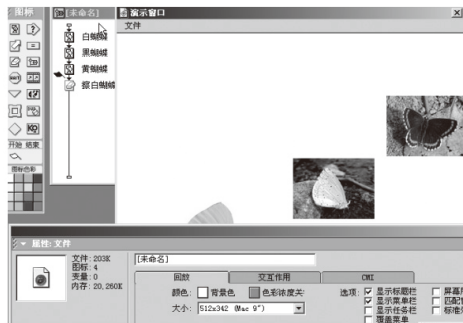 图标
[未命名]
演示窗口
文件
白蝴蝶
黑蝴蝶
黄蝴蝶
擦白蝴蝶
开始 结束
图标色彩
属性: 文件
文件: 203K
图标: 4
变量: 0
内存: 20,260K
[未命名]
回放
交互作用
CMI
颜色:
背景色
色彩浓度关
大小:
512x342 (Mac 9")
选项:
显示标题栏
显示菜单栏
显示任务栏
覆盖菜单
屏幕
匹配
标准